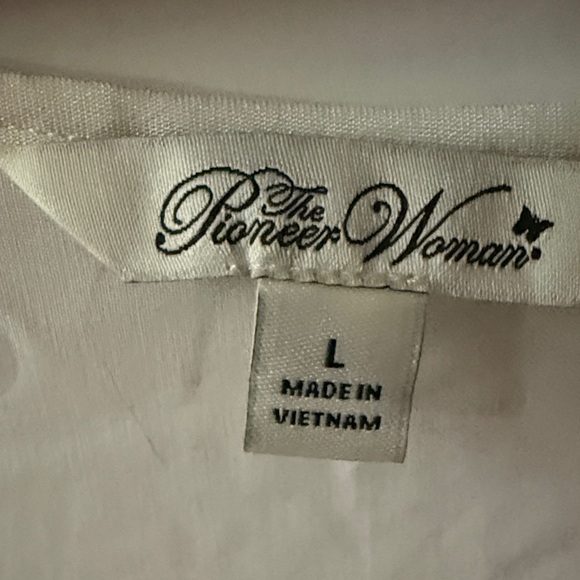 The
Pioneer Woman
L
MADE IN
VIETNAM